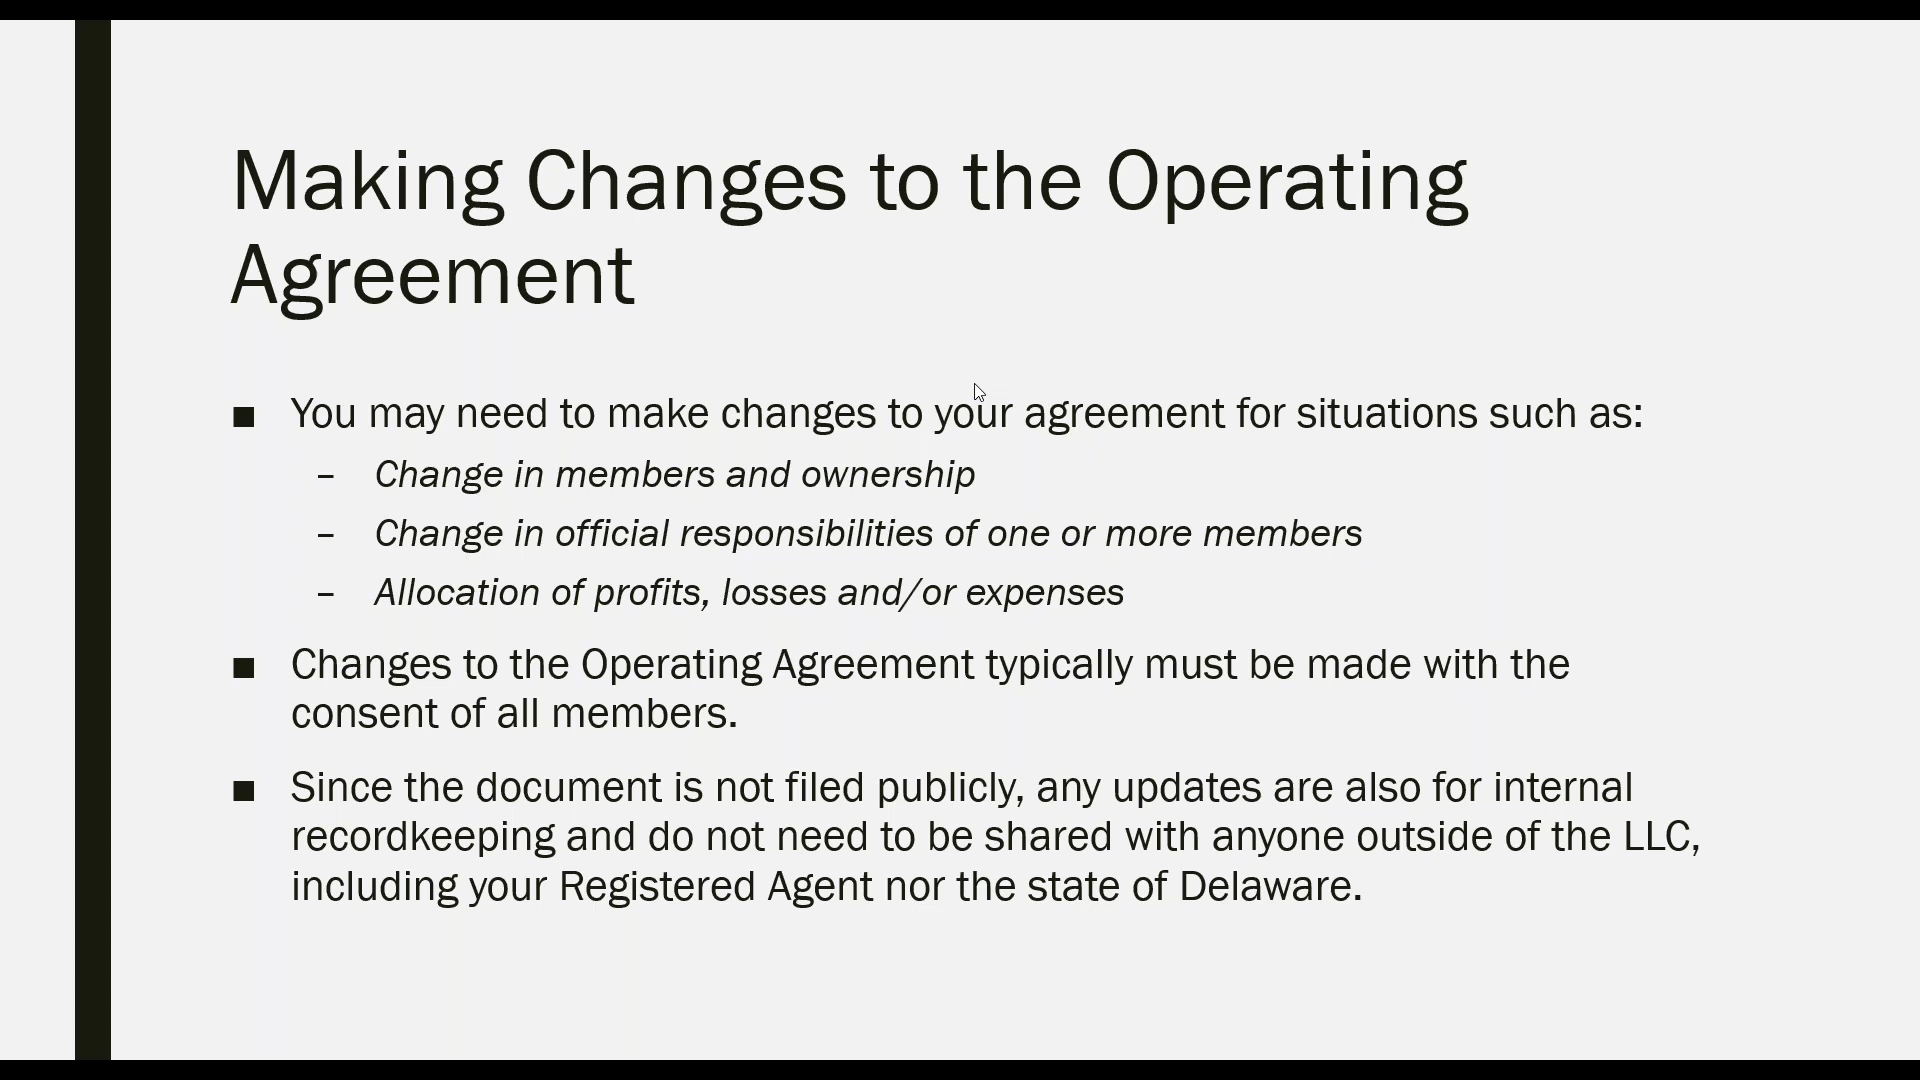 Making Changes to the Operating
Agreement
■ You may need to make changes to your agreement for situations such as:
– Change in members and ownership
– Change in official responsibilities of one or more members
– Allocation of profits, losses and/or expenses
■ Changes to the Operating Agreement typically must be made with the
consent of all members.
■ Since the document is not filed publicly, any updates are also for internal
recordkeeping and do not need to be shared with anyone outside of the LLC,
including your Registered Agent nor the state of Delaware.